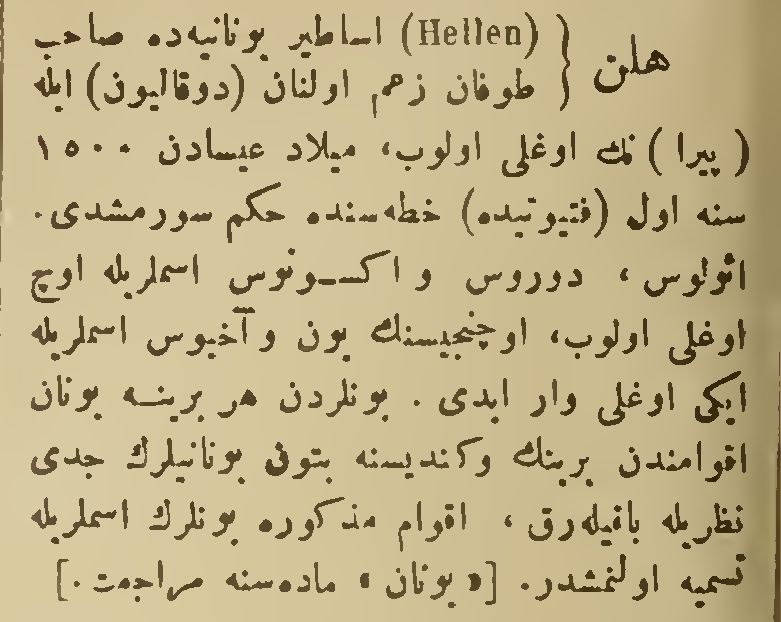 هلن { (Hellen) اساطیر یونانیه‌ده صاحب
طوفان زعم اولنان (دوقالیون) ایله
(پیرا) نك اوغلی اولوب، میلاد عیسادن ۱۵۰۰
سنه اول (فتیوتیده) خطه‌سنده حکم سورمشدی.
ائولوس، دوروس و اکسونوس اسملریله اوچ
اوغلی اولوب، اوچنجیسنك یون و آخیوس اسملریله
ایکی اوغلی وار ایدی. بونلردن هر برینه یونان
اقوامندن برینك و کندیسنه بتون یونانیلرك جدی
نظریله باقیله‌رق، اقوام مذکوره بونلرك اسملریله
تسمیه اولنمشدر. [« یونان » ماده‌سنه مراجعت.]